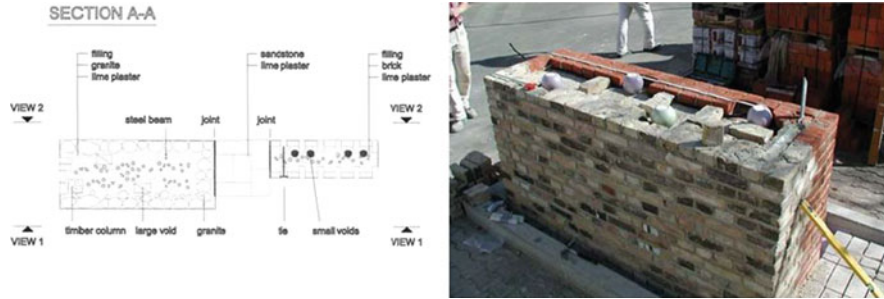 SECTION A-A
filling
granite
lime plaster
sandstone
lime plaster
filling
brick
lime plaster
VIEW 2
VIEW 2
steel beam
joint
joint
VIEW 1
VIEW 1
timber column
large void
granite
tie
small voids